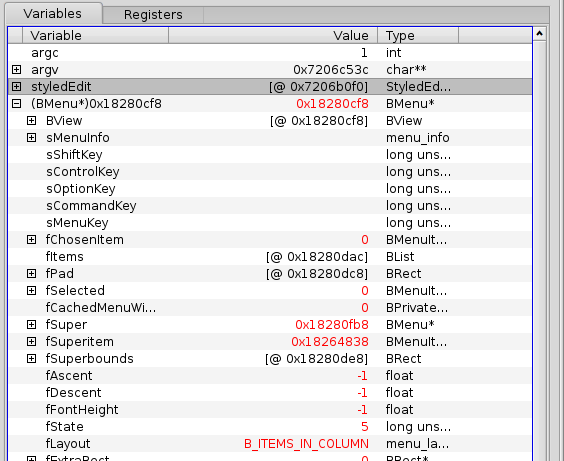 Variables Registers
Variable Value Type
argc 1 int
argv 0x7206c53c char**
styledEdit [@ 0x7206b0f0] StyledEd...
(BMenu*)0x18280cf8 0x18280cf8 BMenu*
BView [@ 0x18280cf8] BView
sMenuInfo menu_info
sShiftKey long uns...
sControlKey long uns...
sOptionKey long uns...
sCommandKey long uns...
sMenuKey long uns...
fChosenItem 0 BMenuIt...
fItems [@ 0x18280dac] BList
fPad [@ 0x18280dc8] BRect
fSelected 0 BMenuIt...
fCachedMenuWi... 0 BPrivate...
fSuper 0x18280fb8 BMenu*
fSuperitem 0x18264838 BMenuIt...
fSuperbounds [@ 0x18280de8] BRect
fAscent -1 float
fDescent -1 float
fFontHeight -1 float
fState 5 long uns...
fLayout B_ITEMS_IN_COLUMN menu_la...
fExtraRect 0 BRect*